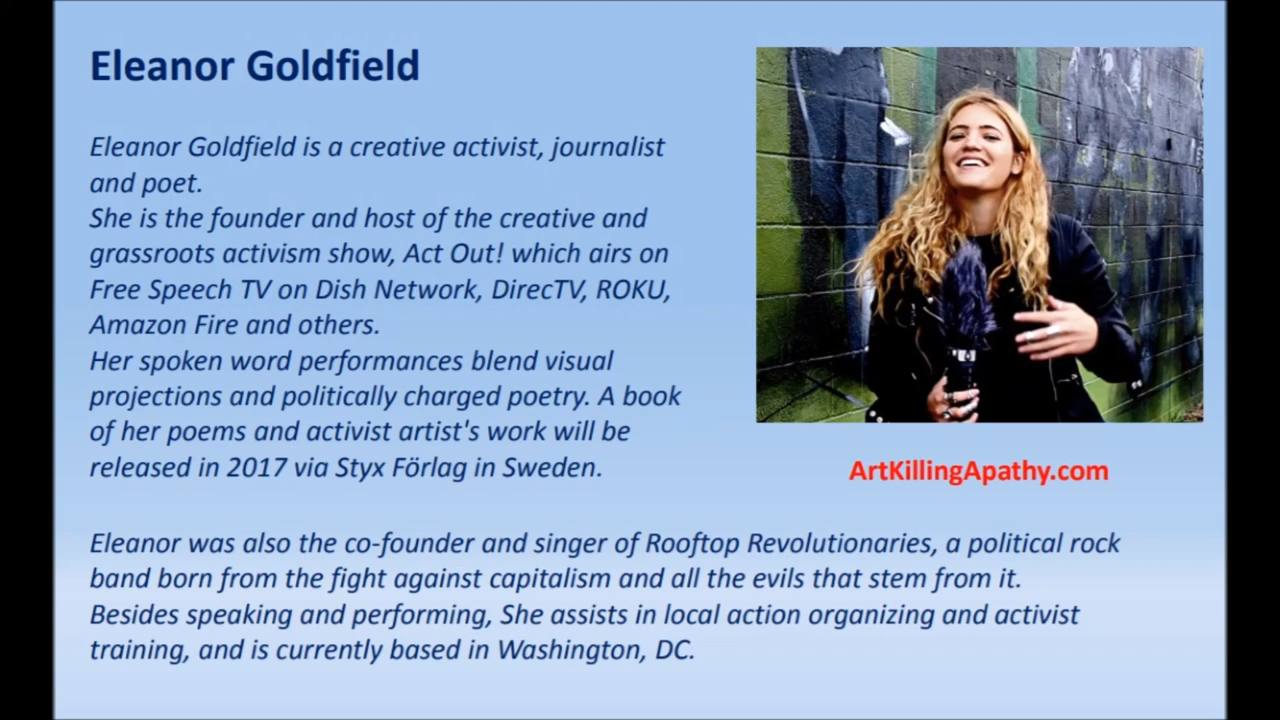 Eleanor Goldfield
Eleanor Goldfield is a creative activist, journalist
and poet.
She is the founder and host of the creative and
grassroots activism show, Act Out! which airs on
Free Speech TV on Dish Network, DirecTV, ROKU,
Amazon Fire and others.
Her spoken word performances blend visual
projections and politically charged poetry. A book
of her poems and activist artist's work will be
released in 2017 via Styx Förlag in Sweden.
ArtKillingApathy.com
Eleanor was also the co-founder and singer of Rooftop Revolutionaries, a political rock
band born from the fight against capitalism and all the evils that stem from it.
Besides speaking and performing, She assists in local action organizing and activist
training, and is currently based in Washington, DC.